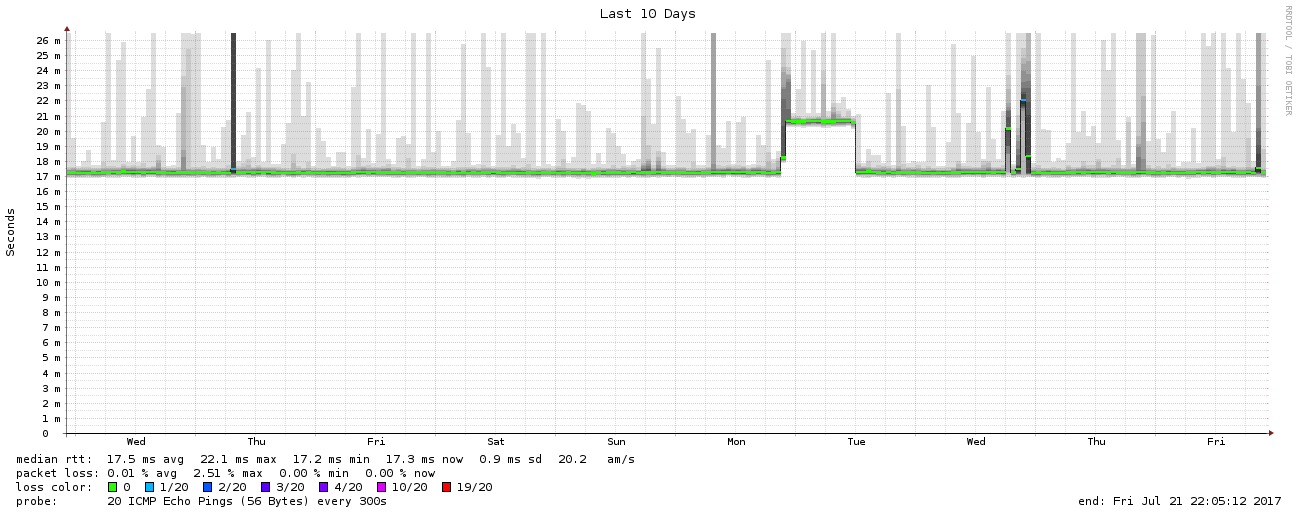 Last 10 Days
RRDTOOL / TOBI OETIKER
Seconds
26 m
25 m
24 m
23 m
22 m
21 m
20 m
19 m
18 m
17 m
16 m
15 m
14 m
13 m
12 m
11 m
10 m
9 m
8 m
7 m
6 m
5 m
4 m
3 m
2 m
1 m
0
Wed Thu Fri Sat Sun Mon Tue Wed Thu Fri
median rtt: 17.5 ms avg 22.1 ms max 17.2 ms min 17.3 ms now 0.9 ms sd 20.2 am/s
packet loss: 0.01 % avg 2.51 % max 0.00 % min 0.00 % now
loss color: 0 1/20 2/20 3/20 4/20 10/20 19/20
probe: 20 ICMP Echo Pings (56 Bytes) every 300s end: Fri Jul 21 22:05:12 2017